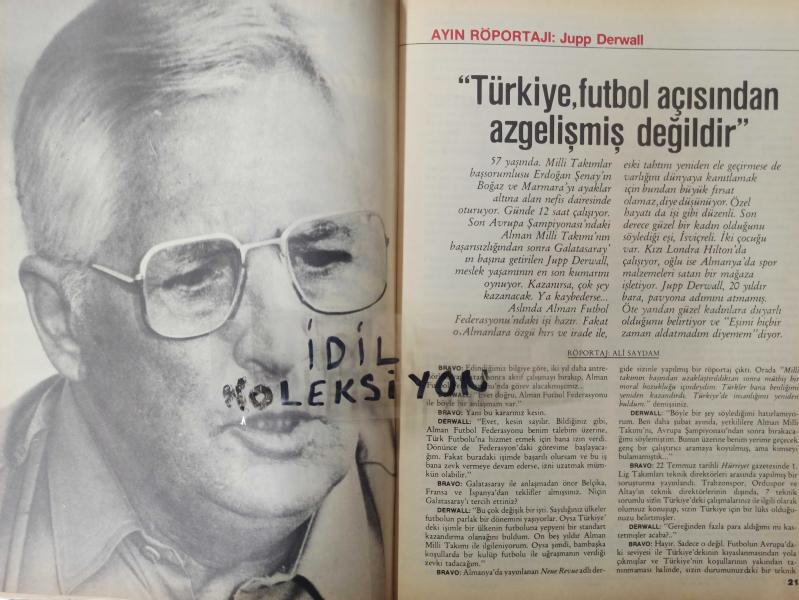 AYIN RÖPORTAJI: Jupp Derwall
“Türkiye,futbol açısından
azgelişmiş değildir”
57 yaşında. Milli Takımlar
başsorumlusu Erdoğan Şenay'ın
Boğaz ve Marmara'yı ayaklar
altına alan nefis dairesinde
oturuyor. Günde 12 saat çalışıyor.
Son Avrupa Şampiyonası'ndaki
Alman Milli Takımı'nın
başarısızlığından sonra Galatasaray'
ın başına getirilen Jupp Derwall,
meslek yaşamının en son kumarını
oynuyor. Kazanırsa, çok şey
kazanacak. Ya kaybederse...
Aslında Alman Futbol
Federasyonu'ndaki işi hazır. Fakat
o, Almanlara özgü hırs ve irade ile,
eski tahtını yeniden ele geçirmese de
varlığını dünyaya kanıtlamak
için bundan büyük fırsat
olamaz,diye düşünüyor. Özel
hayatı da işi gibi düzenli. Son
derece güzel bir kadın olduğunu
söylediği eşi, İsviçreli. İki çocuğu
var. Kızı Londra Hilton'da
çalışıyor, oğlu ise Almanya'da spor
malzemeleri satan bir mağaza
işletiyor. Jupp Derwall, 20 yıldır
bara, pavyona adımını atmamış.
Öte yandan güzel kadınlara duyarlı
olduğunu belirtiyor ve “Eşimi hiçbir
zaman aldatmadım diyemem”diyor.
RÖPORTAJ: ALİ SAYDAM
İDİL
KOLEKSİYON
BRAVO: Edindiğimiz bilgiye göre, iki yıl daha antre-
sonra aktif çalışmayı bırakıp, Alman
görev alacakmışsınız..
“Evet doğru, Alman Futbol Federasyonu
ile böyle bir anlaşmam var.”
BRAVO: Yani bu kararınız kesin.
DERWALL: “Evet, kesin sayılır. Bildiğiniz gibi,
Alman Futbol Federasyonu benim talebim üzerine,
Türk Futbolu'na hizmet etmek için bana izin verdi.
Dönünce de Federasyon'daki görevime başlayaca-
ğım. Fakat buradaki işimde başarılı olursam ve bu iş
bana zevk vermeye devam ederse, izni uzatmak müm-
kün olabilir.”
BRAVO: Galatasaray ile anlaşmadan önce Belçika,
Fransa ve İspanya'dan teklifler almışsınız. Niçin
Galatasaray'ı tercih ettiniz?
DERWALL: “Bu çok değişik bir işti. Saydığınız ülkeler
futbolun parlak bir dönemini yaşıyorlar. Oysa Türkiye'
deki işimle bir ülkenin futboluna yepyeni bir standart
kazandırma olanağını buldum. On beş yıldır Alman
Milli Takımı ile ilgileniyorum. Oysa şimdi, bambaşka
koşullarda bir kulüp futbolu ile uğraşmanın verdiği
zevki tadacağım.”
BRAVO: Almanya'da yayınlanan Neue Revue adlı der-
gide sizinle yapılmış bir röportaj çıktı. Orada “Milli
takımın başından uzaklaştırıldıktan sonra müthiş bir
moral bozukluğu içindeydim. Türkler bana benliğimi
yeniden kazandırdı. Türkiye'de insanlığımı yeniden
buldum.” demişsiniz.
DERWALL: “Böyle bir şey söylediğimi hatırlamıyo-
rum. Ben daha şubat ayında, yetkililere Alman Milli
Takımı'nı, Avrupa Şampiyonası'ndan sonra bırakaca-
ğımı söylemiştim. Bunun üzerine benim yerime geçecek
genç bir çalıştırıcı aramaya koyulmuş, ama kimseyi
bulamamıştık...”
BRAVO: 22 Temmuz tarihli Hürriyet gazetesinde 1.
Lig Takımları teknik direktörleri arasında yapılmış bir
soruşturma yayınlandı. Trabzonspor, Orduspor ve
Altay'ın teknik direktörlerinin dışında, 7 teknik
sorumlu sizin Türkiye'deki çalışmalarınız ile ilgili olarak
olumsuz konuşup, sizin Türkiye için bir lüks olduğu-
nuzu belirtmişler.
DERWALL: “Gereğinden fazla para aldığımı mı kas-
tetmişler acaba?..”
BRAVO: Hayır. Sadece o değil. Futbolun Avrupa'da-
ki seviyesi ile Türkiye'dekinin kıyaslanmasından yola
çıkmışlar ve Türkiye'nin koşullarının yakından ta-
nınmaması halinde, sizin durumunuzdaki bir teknik
21